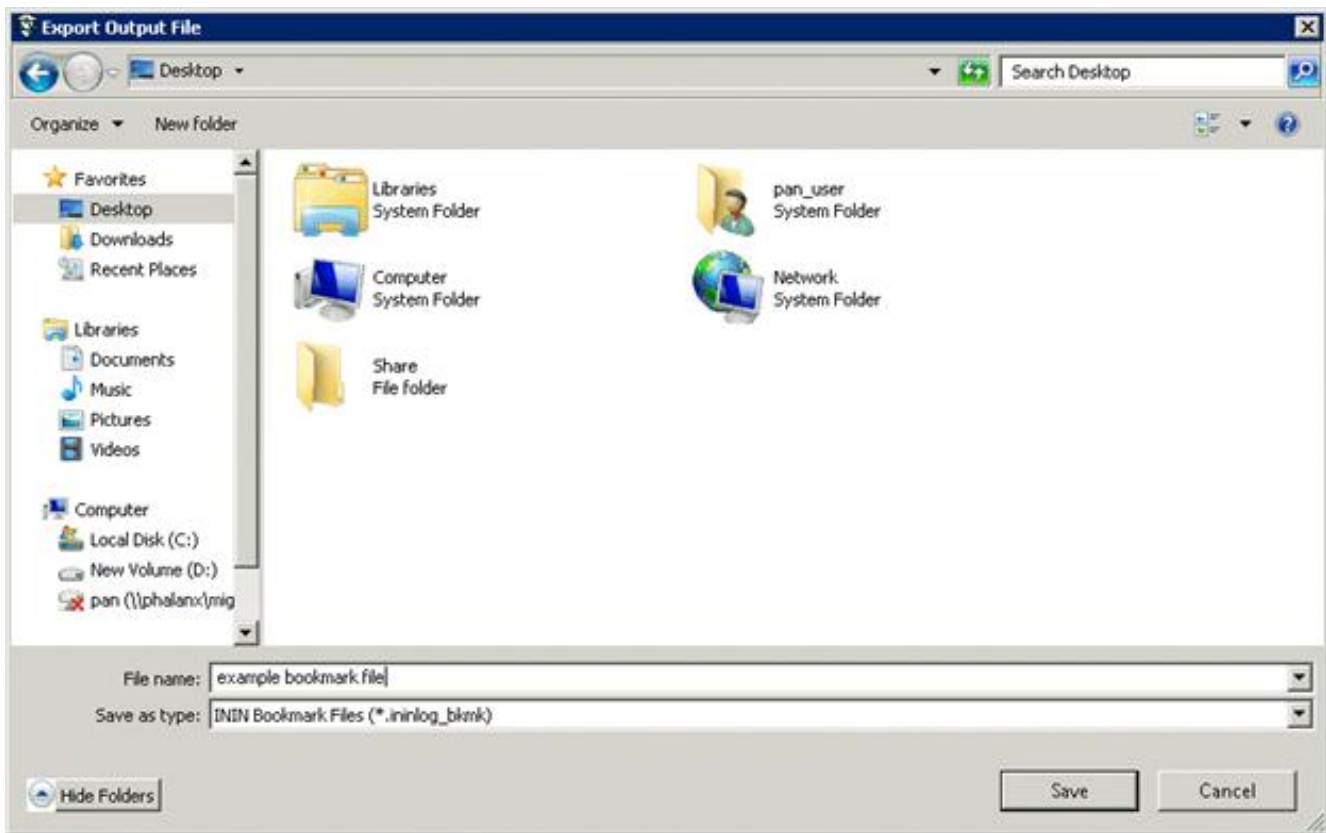 Export Output File
Desktop
Search Desktop
Organize
New folder
Favorites
Desktop
Downloads
Recent Places
Libraries
Documents
Music
Pictures
Videos
Computer
Local Disk (C:)
New Volume (D:)
pan (\\phalanx\mig
Libraries
System Folder
pan_user
System Folder
Computer
System Folder
Network
System Folder
Share
File folder
File name: example bookmark file
Save as type: ININ Bookmark Files (*.ininlog_bkmk)
Hide Folders
Save
Cancel